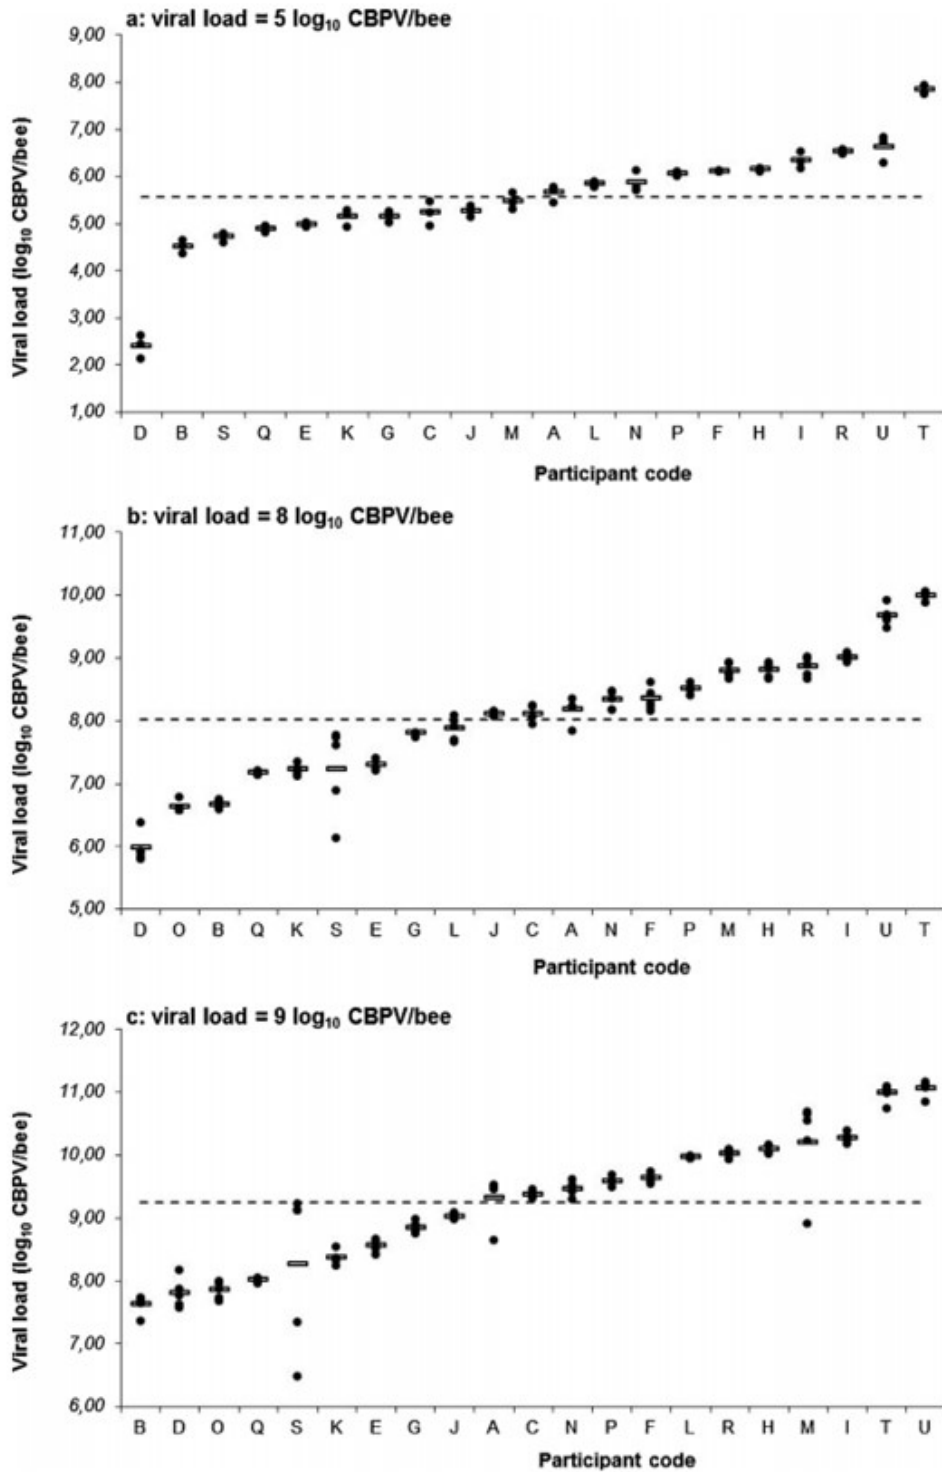 a: viral load = 5 log₁₀ CBPV/bee
Viral load (log₁₀ CBPV/bee)
9,00
8,00
7,00
6,00
5,00
4,00
3,00
2,00
1,00
D B S Q E K G C J M A L N P F H I R U T
Participant code
b: viral load = 8 log₁₀ CBPV/bee
Viral load (log₁₀ CBPV/bee)
11,00
10,00
9,00
8,00
7,00
6,00
5,00
D O B Q K S E G L J C A N F P M H R I U T
Participant code
c: viral load = 9 log₁₀ CBPV/bee
Viral load (log₁₀ CBPV/bee)
12,00
11,00
10,00
9,00
8,00
7,00
6,00
B D O Q S K E G J A C N P F L R H M I T U
Participant code